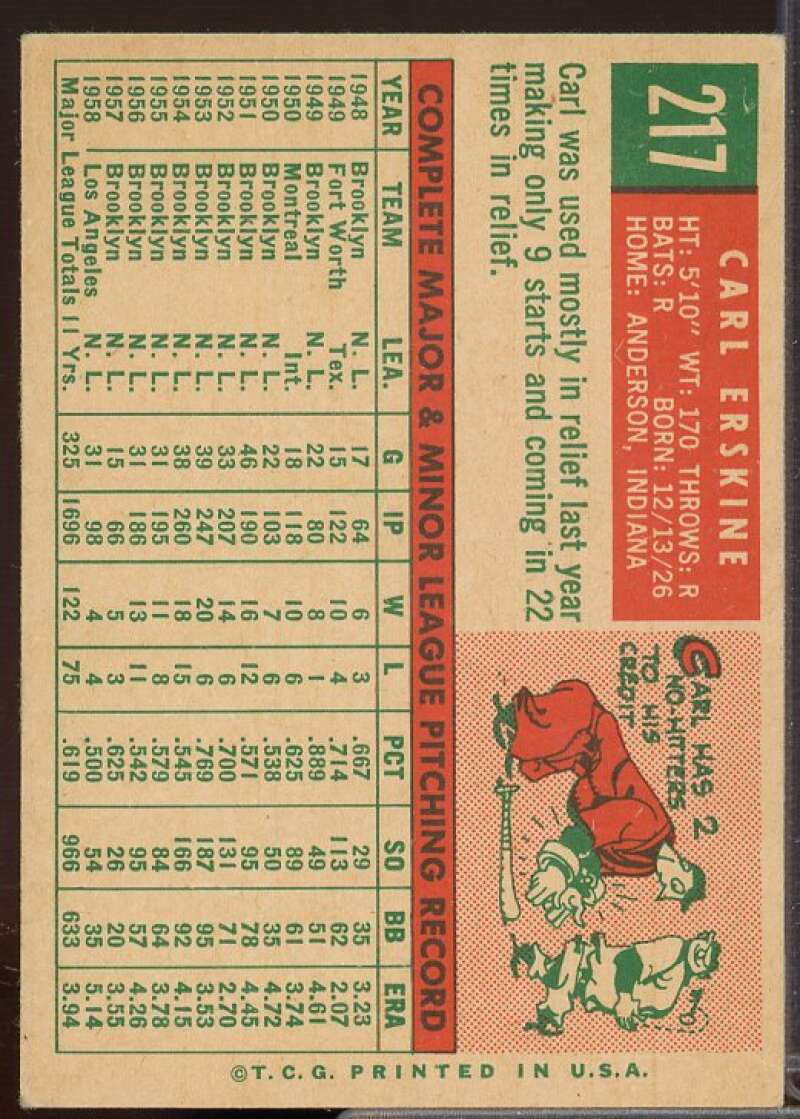 217
CARL ERSKINE
HT: 5'10" WT: 170 THROWS: R
BATS: R BORN: 12/13/26
HOME: ANDERSON, INDIANA
Carl was used mostly in relief last year
making only 9 starts and coming in 22
times in relief.
CARL HAS 2
NO-HITTERS
TO HIS
CREDIT
COMPLETE MAJOR & MINOR LEAGUE PITCHING RECORD
YEAR TEAM LEA. G IP W L PCT SO BB ERA
1948 Brooklyn N. L. 17 64 6 3 .667 29 35 3.23
1949 Fort Worth Tex. 15 122 10 4 .714 113 62 2.07
1949 Brooklyn N. L. 22 80 8 1 .889 49 51 4.61
1950 Montreal Int. 18 118 10 6 .625 89 61 3.74
1950 Brooklyn N. L. 22 103 7 6 .538 50 35 4.72
1951 Brooklyn N. L. 46 190 16 12 .571 95 78 4.45
1952 Brooklyn N. L. 33 207 14 6 .700 131 71 2.70
1953 Brooklyn N. L. 39 247 20 6 .769 187 95 3.53
1954 Brooklyn N. L. 38 260 18 15 .545 166 92 4.15
1955 Brooklyn N. L. 31 195 11 8 .579 84 64 3.78
1956 Brooklyn N. L. 31 186 13 11 .542 95 57 4.26
1957 Brooklyn N. L. 15 66 5 3 .625 26 20 3.55
1958 Los Angeles N. L. 31 98 4 4 .500 54 35 5.14
Major League Totals 11 Yrs. 325 1696 122 75 .619 966 633 3.94
©T. C. G. PRINTED IN U.S.A.